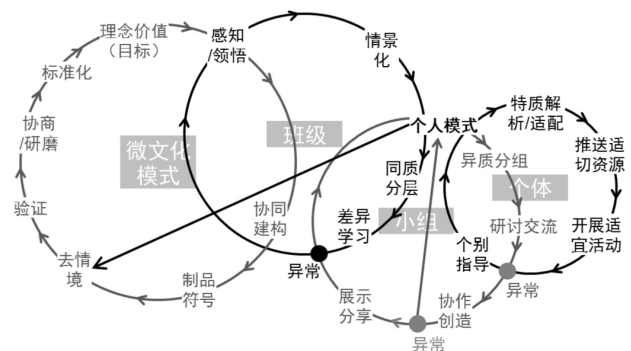 理念价值
（目标）
感知
/领悟
情景
化
标准化
协商
/研磨
微文化
模式
班级
个人模式
特质解
析/适配
推送适
切资源
异质分组
同质
分层
个体
验证
协同
建构
差异
学习
小组
研讨交流
开展适
宜活动
个别
指导
去情
境
制品
符号
异常
展示
分享
协作
创造
异常
异常